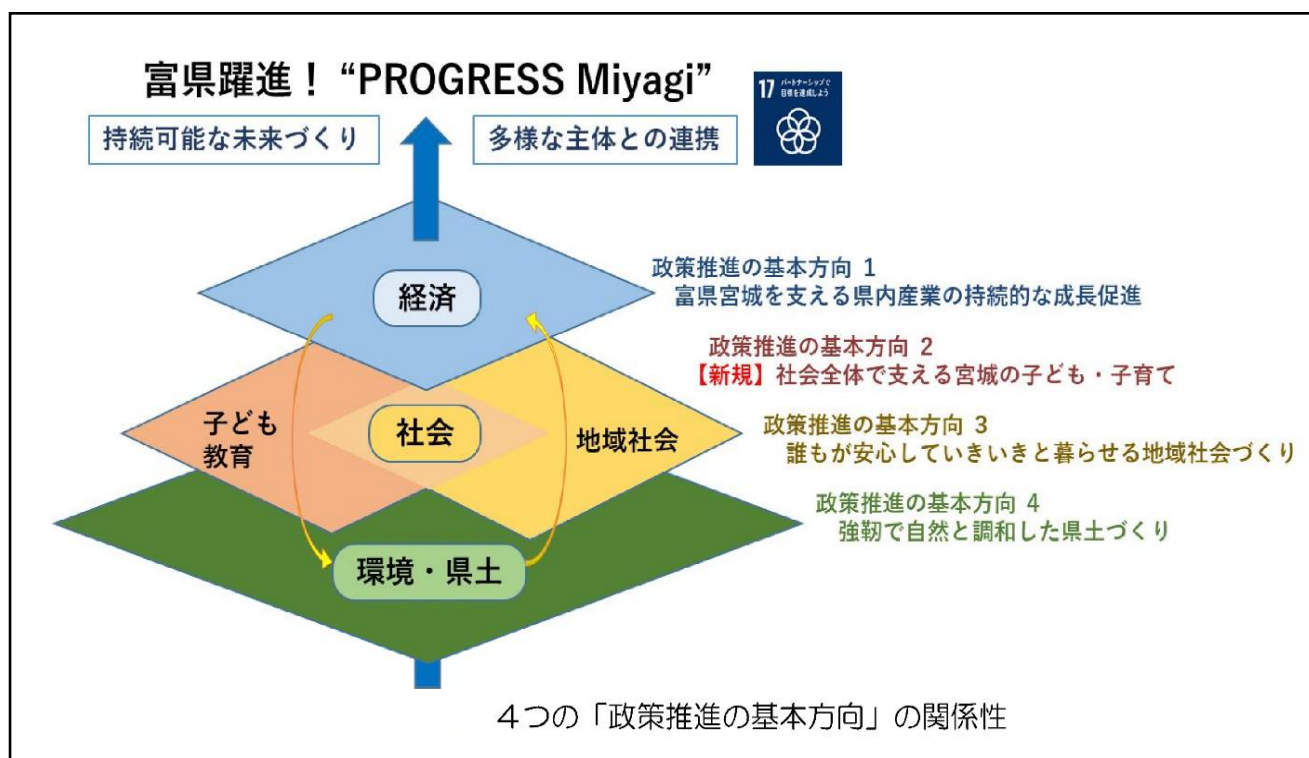 富県躍進！“PROGRESS Miyagi”
17 パートナーシップで
目標を達成しよう
持続可能な未来づくり
多様な主体との連携
経済
政策推進の基本方向 1
富県宮城を支える県内産業の持続的な成長促進
政策推進の基本方向 2
【新規】社会全体で支える宮城の子ども・子育て
子ども
教育
社会
地域社会
政策推進の基本方向 3
誰もが安心していきいきと暮らせる地域社会づくり
政策推進の基本方向 4
強靭で自然と調和した県土づくり
環境・県土
４つの「政策推進の基本方向」の関係性